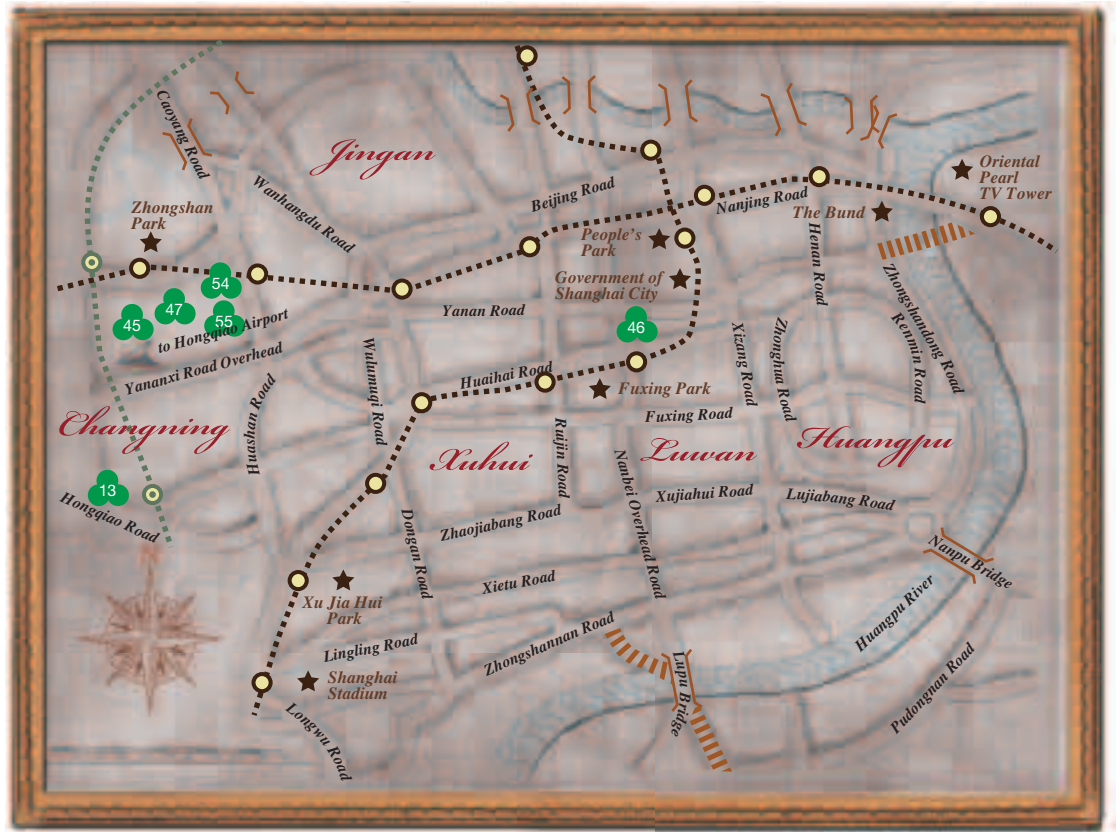 Jingan
Caoyang Road
Wanhangdu Road
Zhongshan
Park
Beijing Road
Nanjing Road
Oriental
Pearl
TV Tower
The Bund
People's
Park
Government of
Shanghai City
Henan Road
Zhongshandong Road
Renmin Road
54
47
45
55
to Hongqiao Airport
Yananxi Road Overhead
Yanan Road
46
Xizang Road
Zhonghua Road
Wulumuqi Road
Huaihai Road
Fuxing Park
Fuxing Road
Huashan Road
Changning
Xuhui
Luwan
Huangpu
Ruijin Road
Nanbei Overhead Road
13
Hongqiao Road
Xujiahui Road
Lujiabang Road
Zhaojiabang Road
Dongan Road
Nanpu Bridge
Xietu Road
Xu Jia Hui
Park
Huangpu River
Lingling Road
Zhongshannan Road
Shanghai
Stadium
Lupu Bridge
Pudongnan Road
Longwu Road